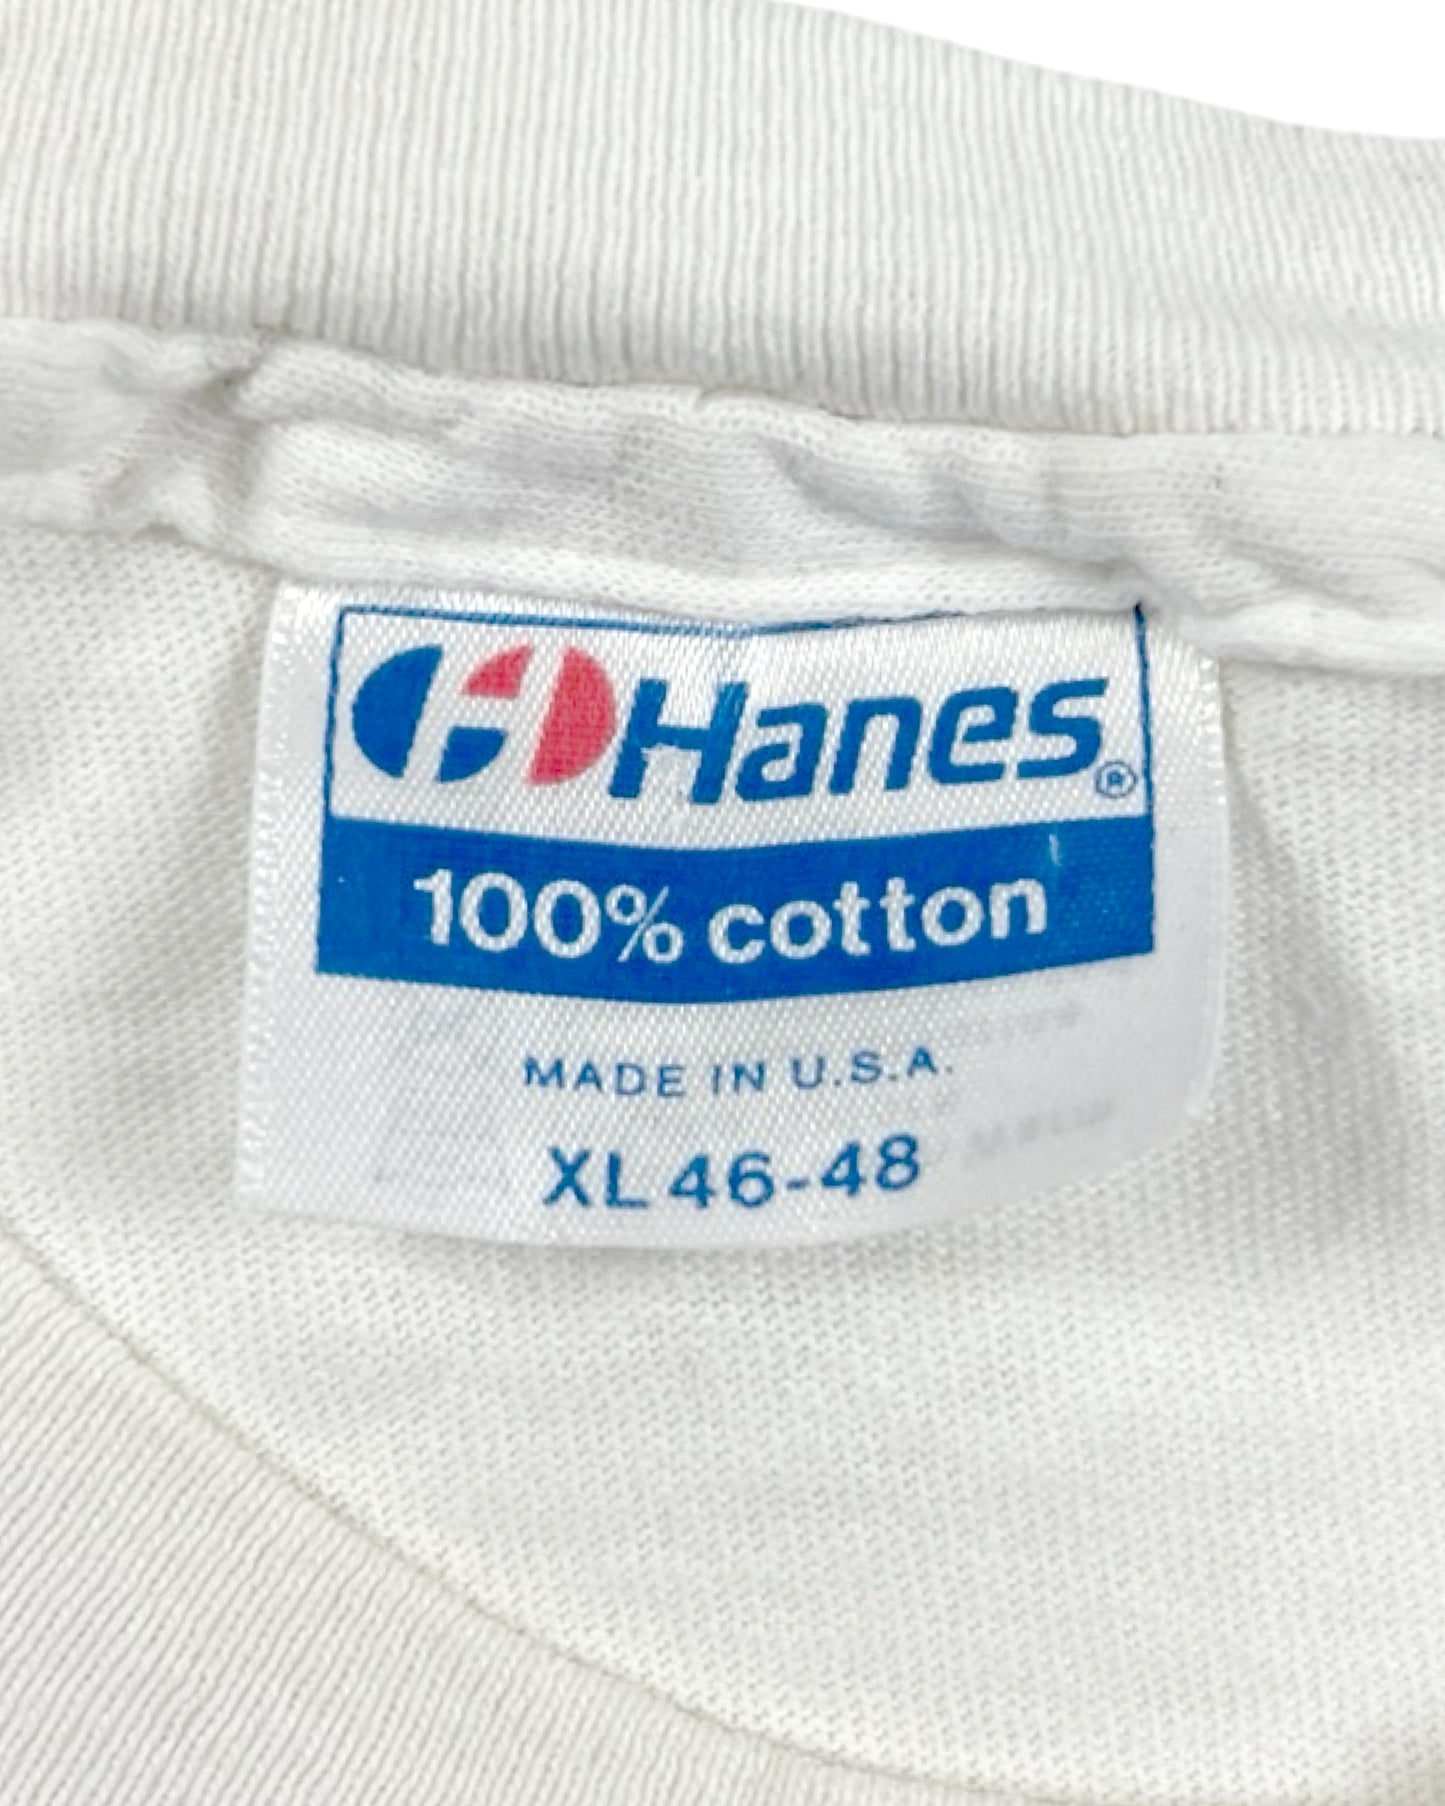 Hanes®
100% cotton
MADE IN U.S.A.
XL 46-48